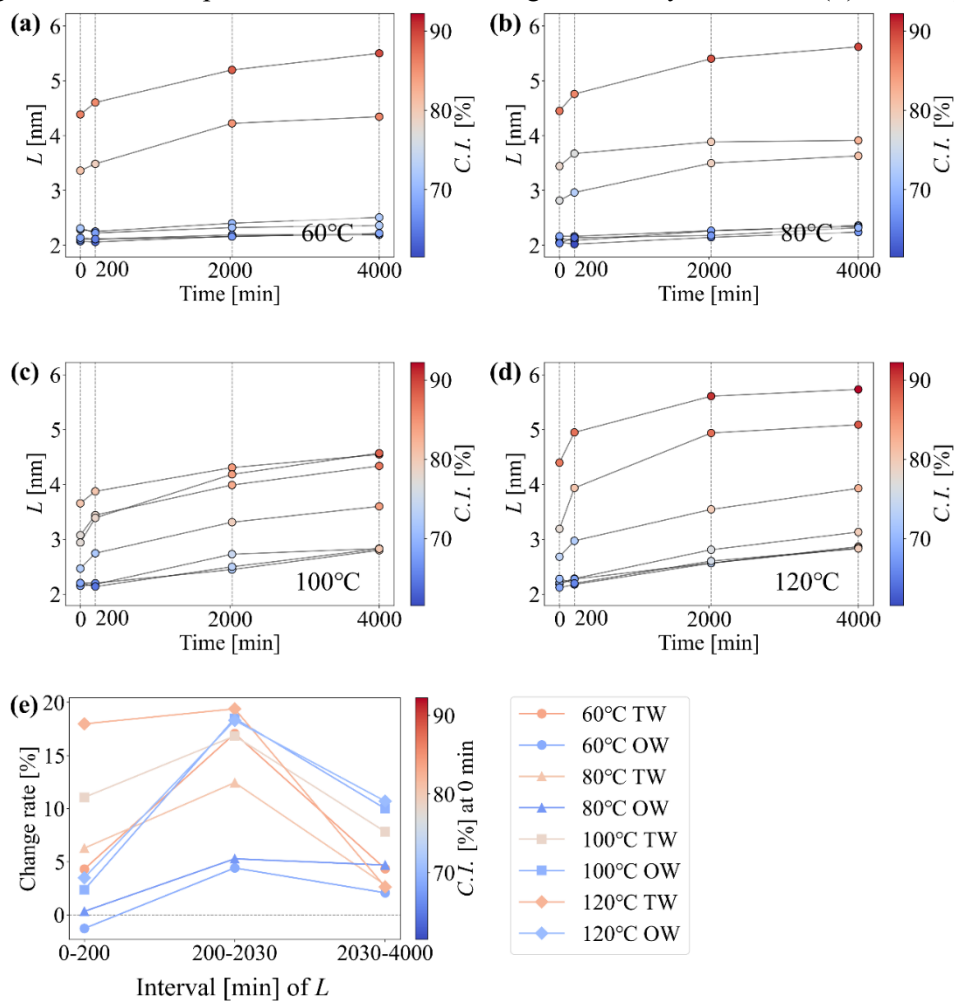 (a)
6
5
4
3
2
L [nm]
0 200 2000 4000
Time [min]
60℃
90
80
70
C.I. [%]
(b)
6
5
4
3
2
L [nm]
0 200 2000 4000
Time [min]
80℃
90
80
70
C.I. [%]
(c)
6
5
4
3
2
L [nm]
0 200 2000 4000
Time [min]
100℃
90
80
70
C.I. [%]
(d)
6
5
4
3
2
L [nm]
0 200 2000 4000
Time [min]
120℃
90
80
70
C.I. [%]
(e)
20
15
10
5
0
Change rate [%]
0-200 200-2030 2030-4000
Interval [min] of L
90
80
70
C.I. [%] at 0 min
60℃ TW
60℃ OW
80℃ TW
80℃ OW
100℃ TW
100℃ OW
120℃ TW
120℃ OW